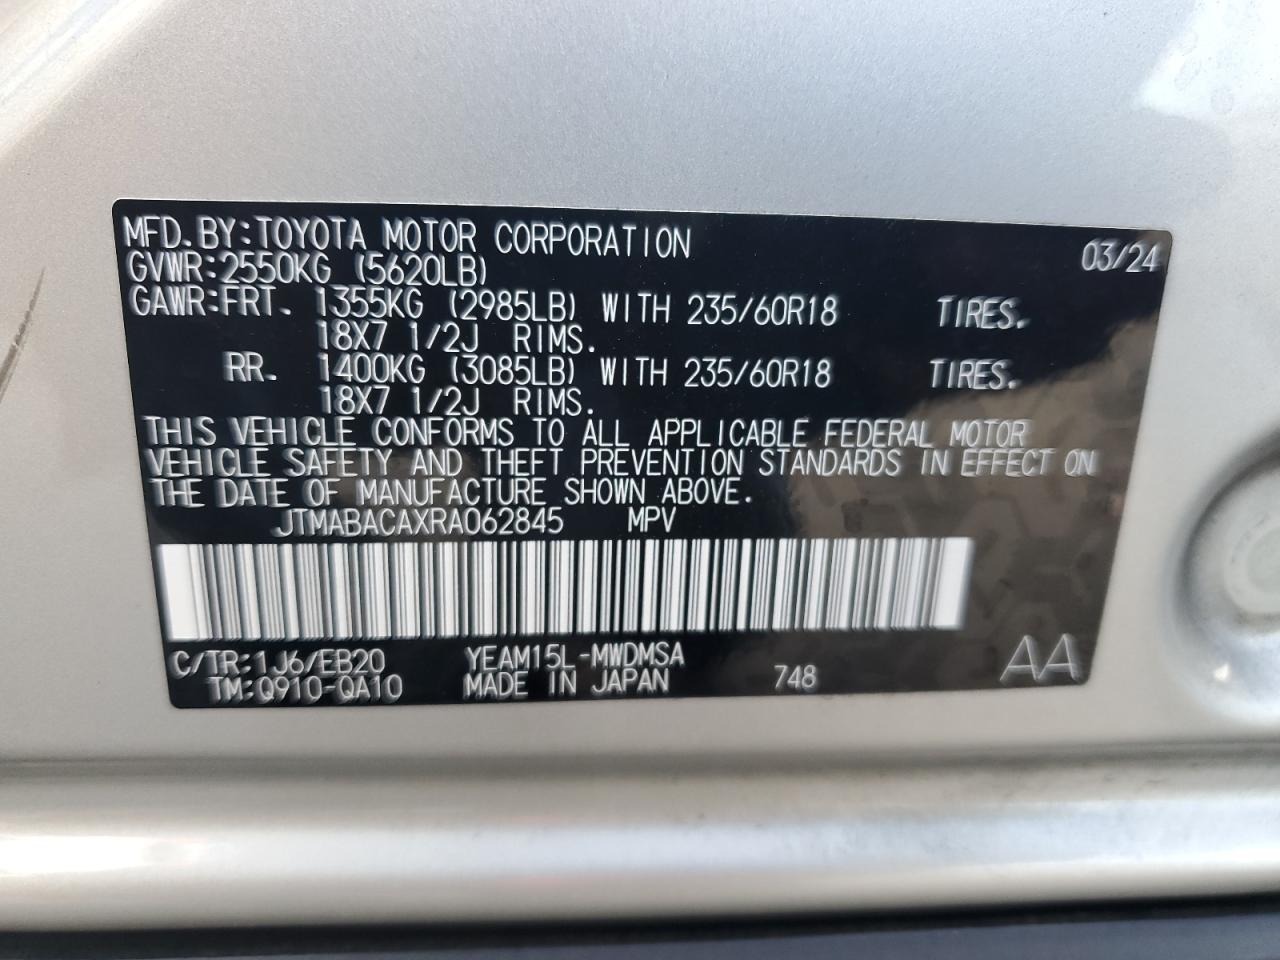 MFD. BY:TOYOTA MOTOR CORPORATION 03/24
GVWR:2550KG (5620LB)
GAWR:FRT. 1355KG (2985LB) WITH 235/60R18 TIRES.
18X7 1/2J RIMS.
RR. 1400KG (3085LB) WITH 235/60R18 TIRES.
18X7 1/2J RIMS.
THIS VEHICLE CONFORMS TO ALL APPLICABLE FEDERAL MOTOR
VEHICLE SAFETY AND THEFT PREVENTION STANDARDS IN EFFECT ON
THE DATE OF MANUFACTURE SHOWN ABOVE.
JTMABACAXRA062845 MPV
C/TR:1J6/EB20 YEAM15L-MWDMSA
TM:Q910-QA10 MADE IN JAPAN 748 AA